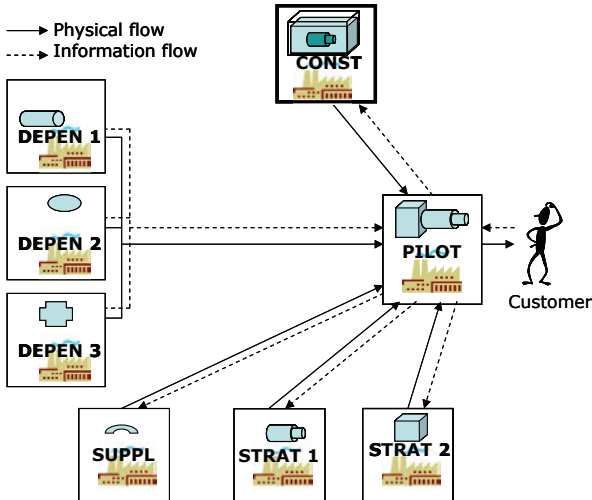 Physical flow
Information flow
CONST
DEPEN 1
DEPEN 2
PILOT
Customer
DEPEN 3
SUPPL
STRAT 1
STRAT 2